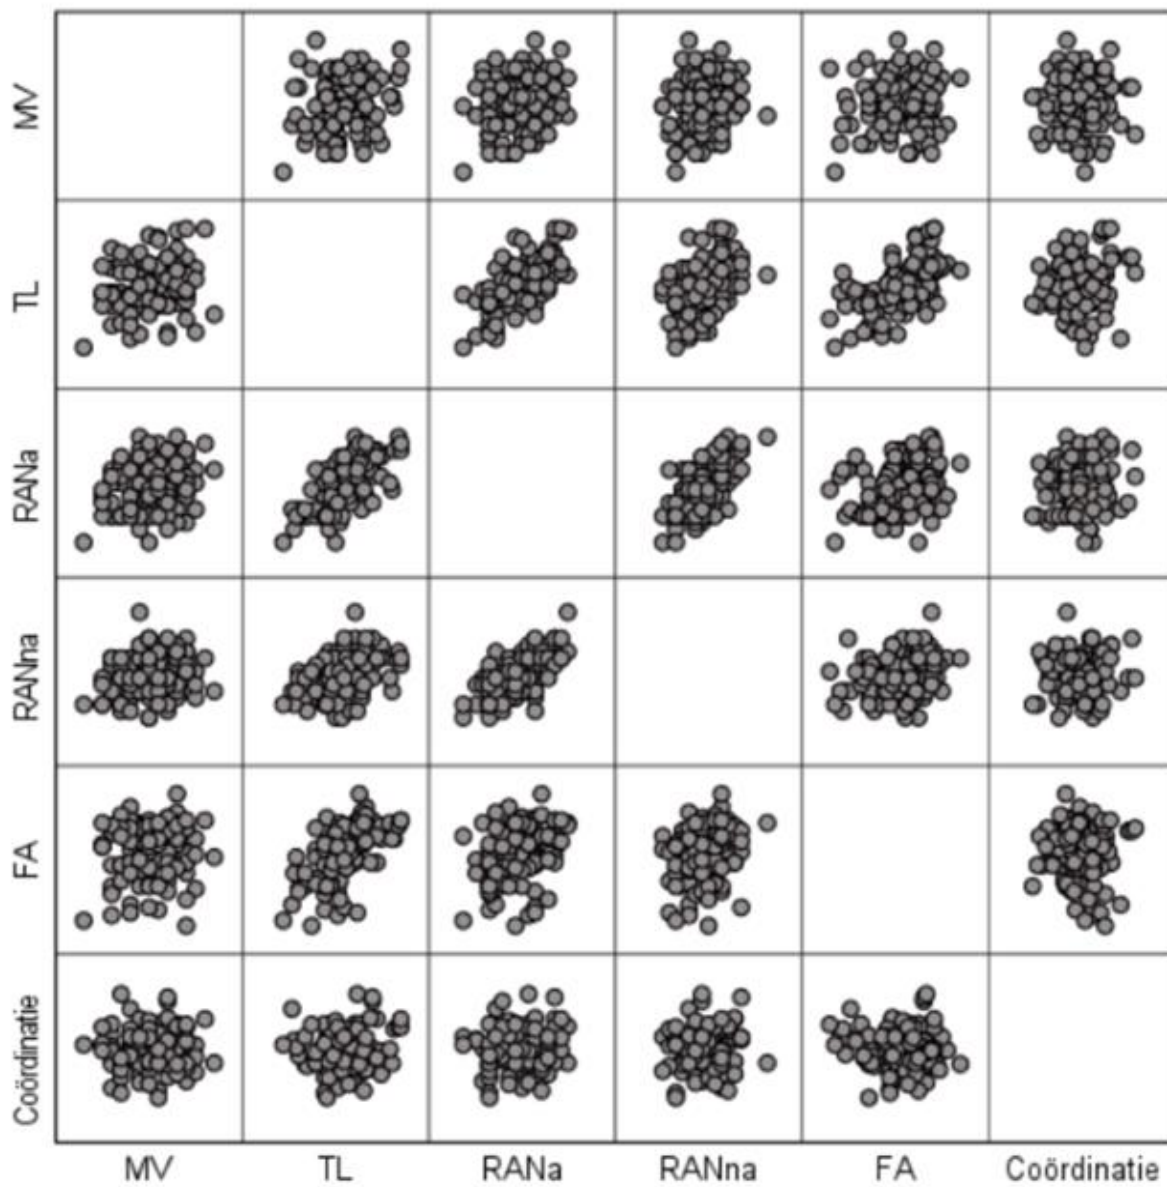 MV
TL
RANa
RANna
FA
Coördinatie
MV TL RANa RANna FA Coördinatie